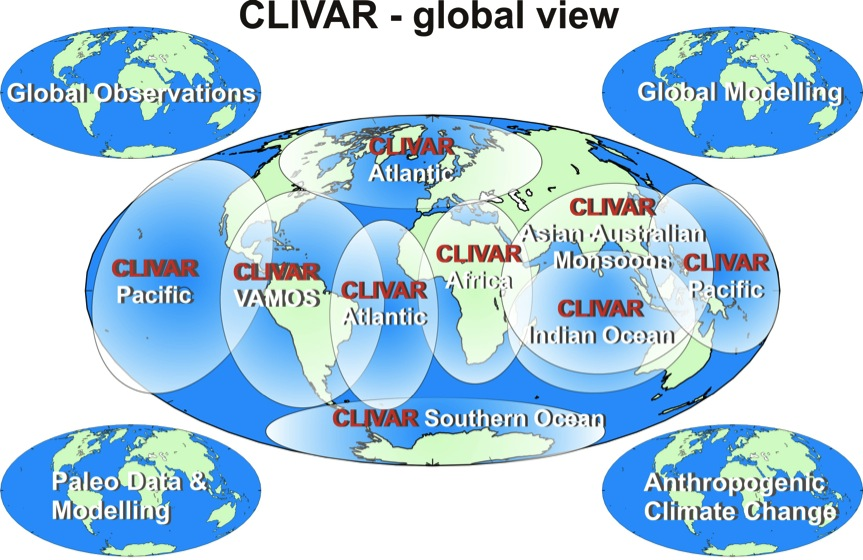 CLIVAR - global view
Global Observations
Global Modelling
CLIVAR
Atlantic
CLIVAR
Pacific
CLIVAR
VAMOS
CLIVAR
Atlantic
CLIVAR
Africa
CLIVAR
Asian-Australian
Monsooon
CLIVAR
Indian Ocean
CLIVAR
Pacific
CLIVAR Southern Ocean
Paleo Data &
Modelling
Anthropogenic
Climate Change